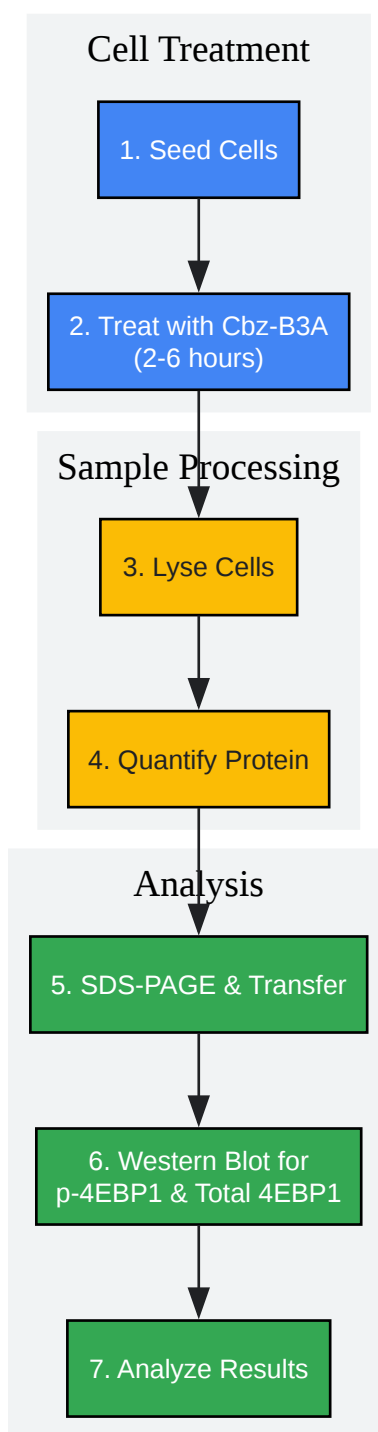 Cell Treatment
1. Seed Cells
2. Treat with Cbz-B3A
(2-6 hours)
Sample Processing
3. Lyse Cells
4. Quantify Protein
Analysis
5. SDS-PAGE & Transfer
6. Western Blot for
p-4EBP1 & Total 4EBP1
7. Analyze Results